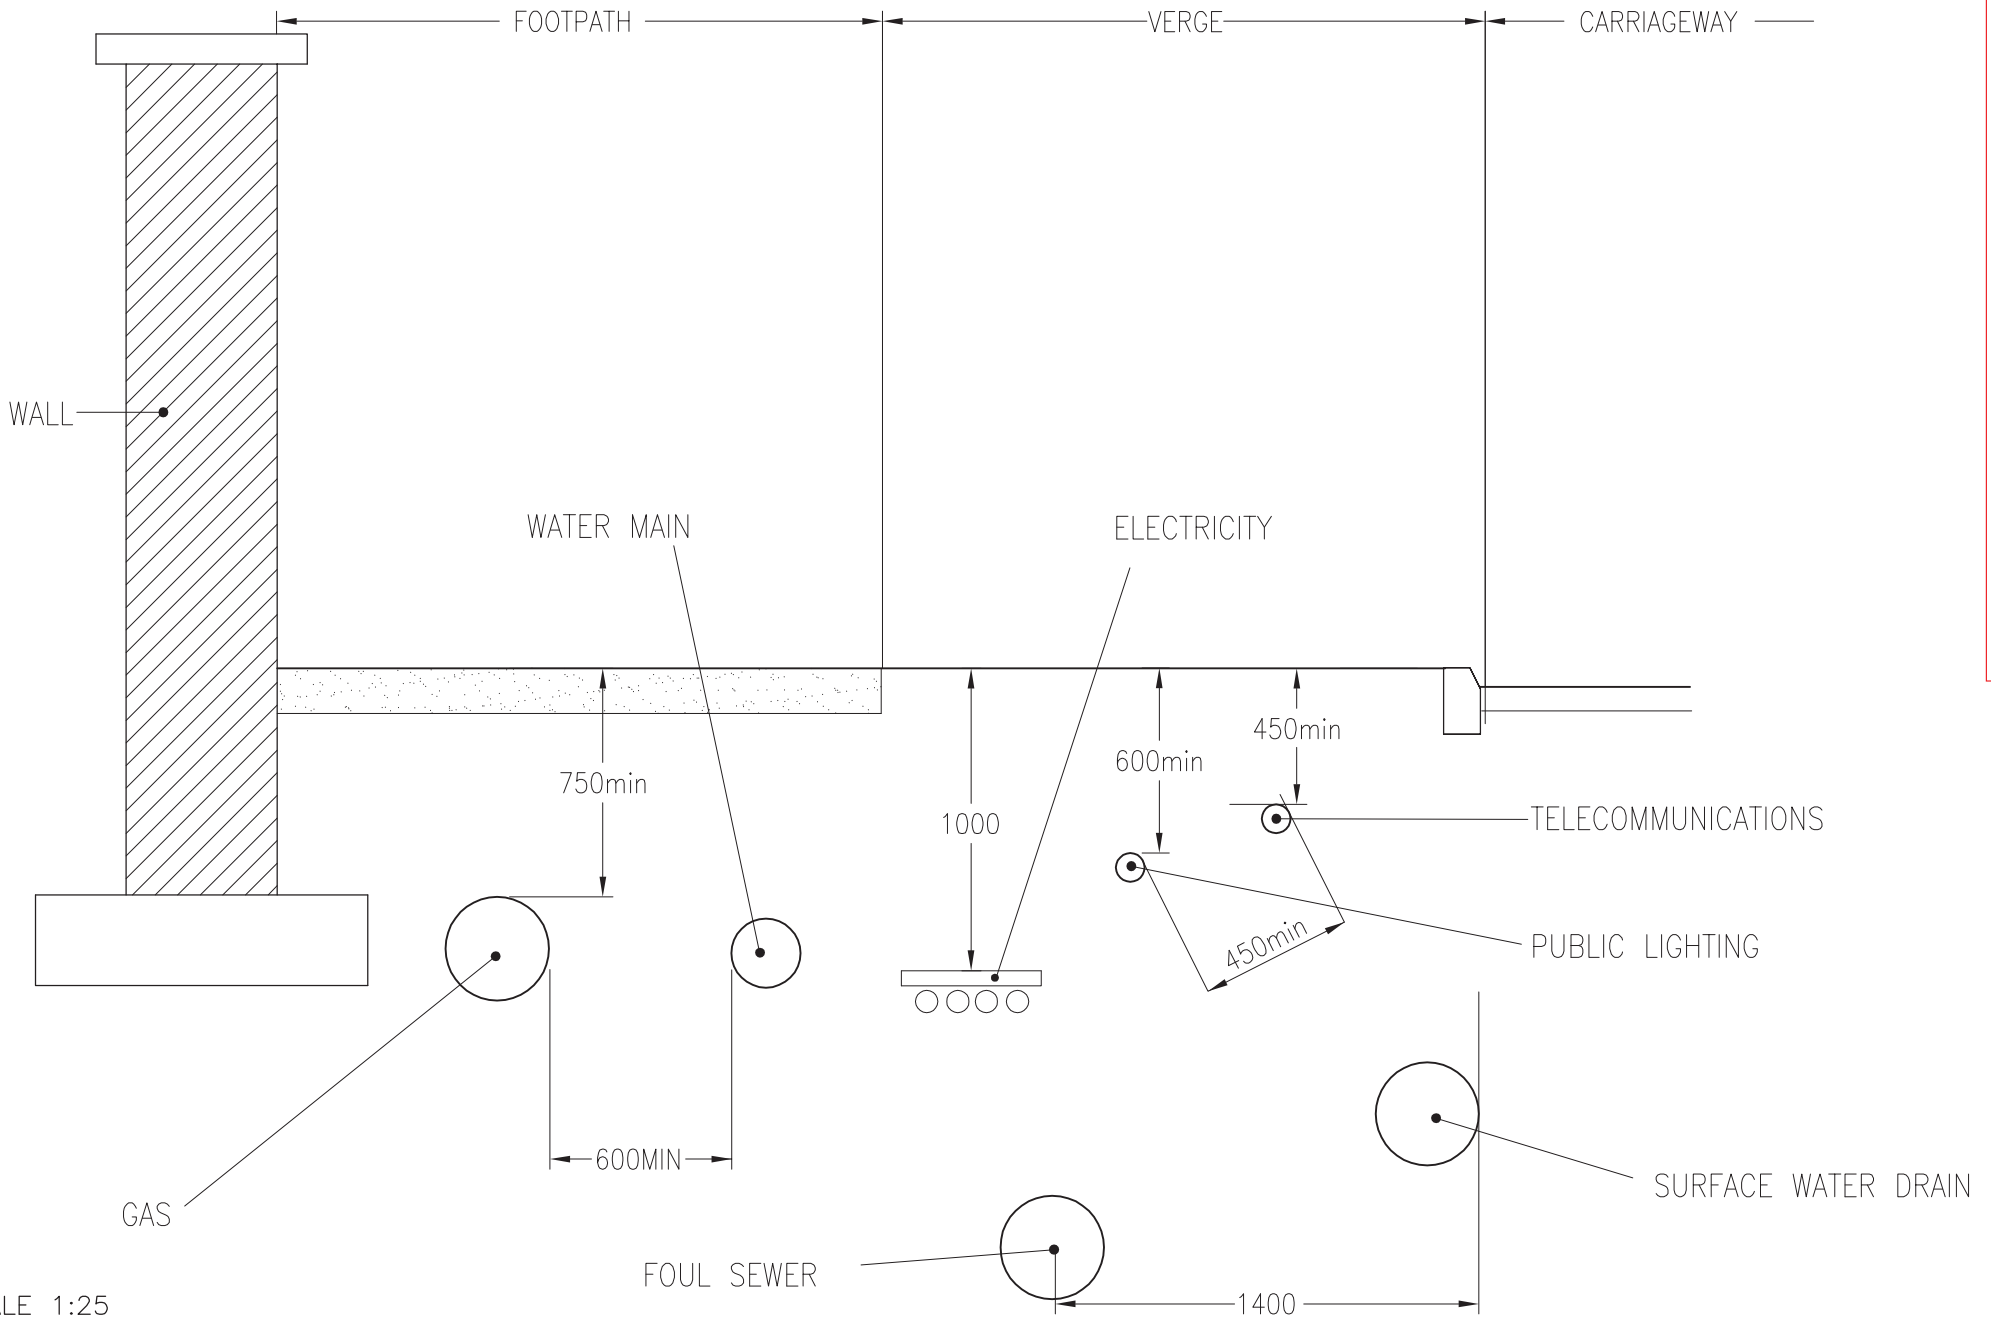 FOOTPATH
VERGE
CARRIAGEWAY
WALL
WATER MAIN
ELECTRICITY
450min
600min
750min
1000
TELECOMMUNICATIONS
450min
PUBLIC LIGHTING
600MIN
SURFACE WATER DRAIN
GAS
FOUL SEWER
1400
LE 1:25